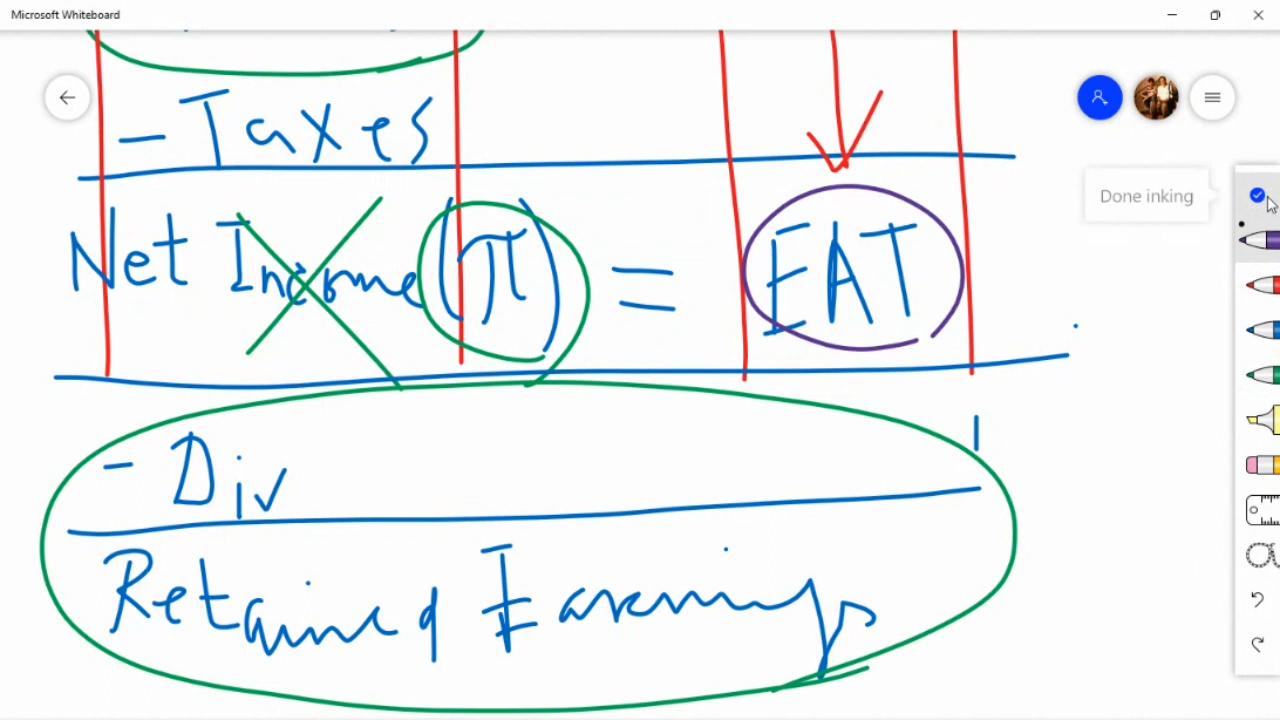 Microsoft Whiteboard
- Taxes
Done inking
Net Income (π) = EAT
- Div
Retained Earnings